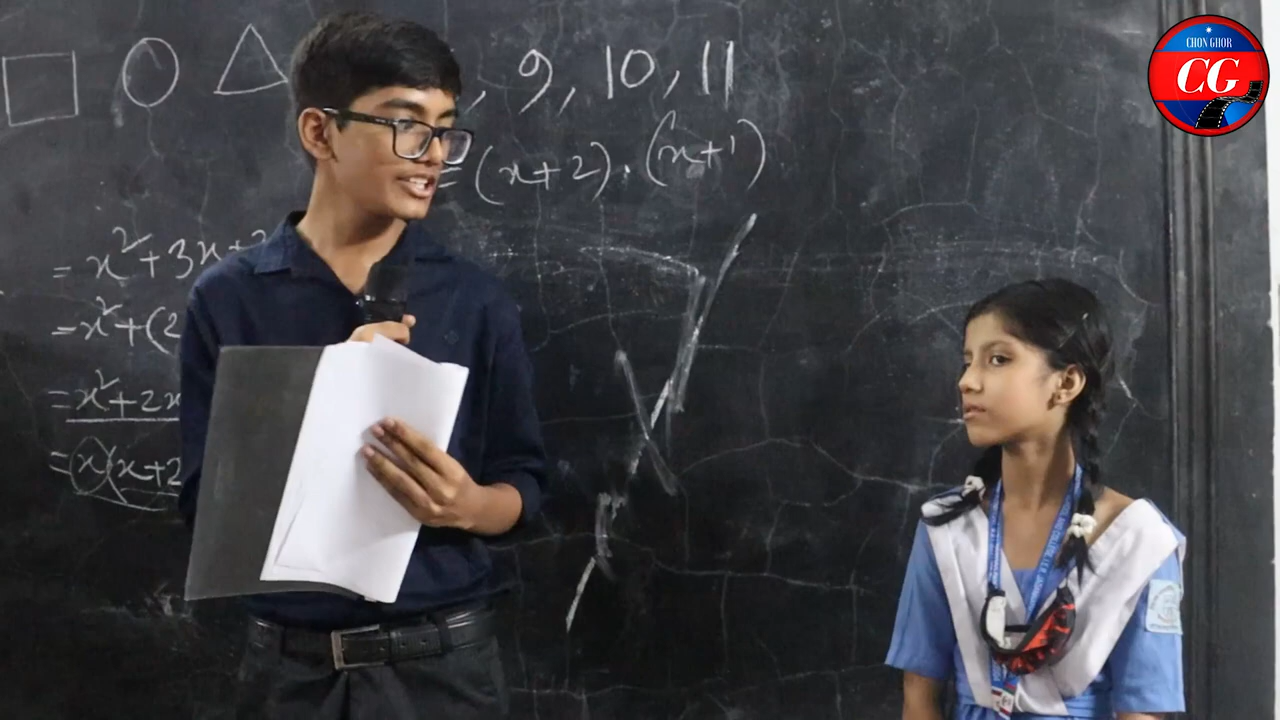 , 9, 10, 11
= (x+2).(x+1)
= x²+3x+2
= x²+(2
= x²+2x
= x(x+2
CHON GHOR
CG